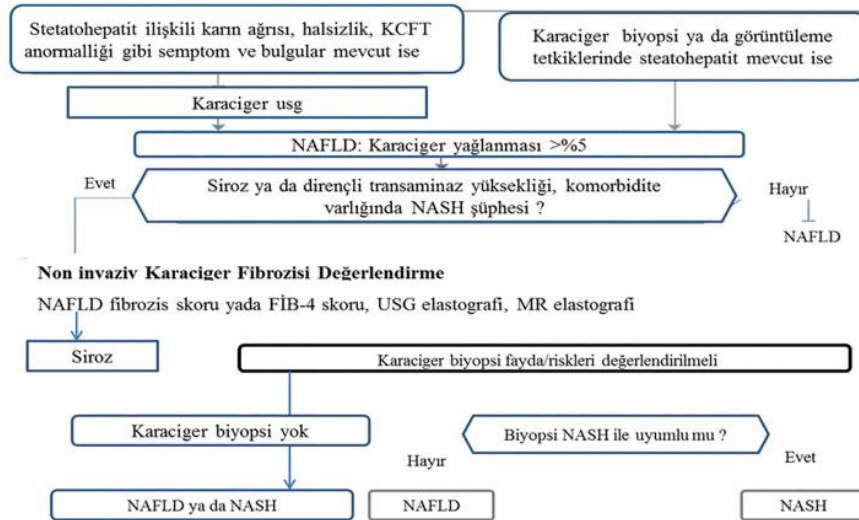 Stetatohepatit ilişkili karın ağrısı, halsizlik, KCFT
anormalliği gibi semptom ve bulgular mevcut ise
Karaciger biyopsi ya da görüntüleme
tetkiklerinde steatohepatit mevcut ise
Karaciger usg
NAFLD: Karaciger yağlanması >%5
Evet
Siroz ya da dirençli transaminaz yüksekliği, komorbidite
varlığında NASH şüphesi ?
Hayır
NAFLD
Non invaziv Karaciger Fibrozisi Değerlendirme
NAFLD fibrozis skoru yada FİB-4 skoru, USG elastografi, MR elastografi
Siroz
Karaciger biyopsi fayda/riskleri değerlendirilmeli
Karaciger biyopsi yok
Biyopsi NASH ile uyumlu mu ?
Hayır
Evet
NAFLD ya da NASH
NAFLD
NASH